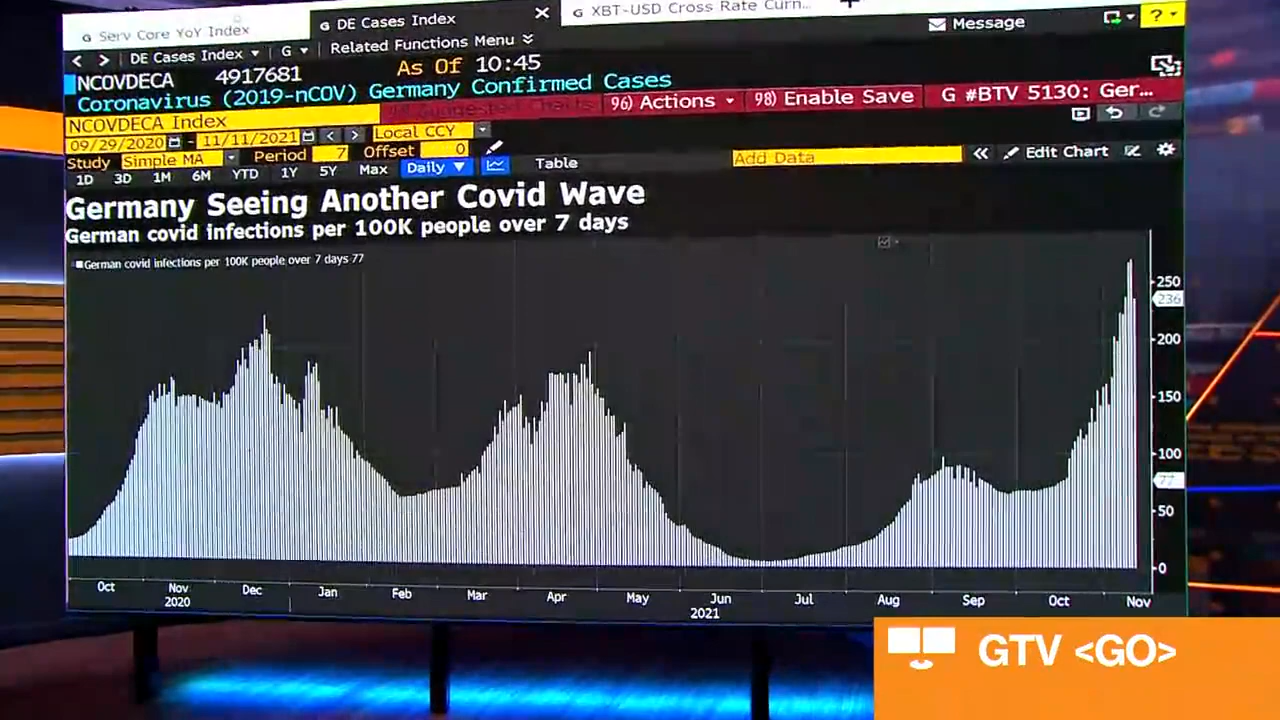 G Serv Core YoY Index
G DE Cases Index ×
G XBT-USD Cross Rate Curn...
+
< > DE Cases Index ▾ G ▾ Related Functions Menu
Message
? ▾
NCOVDECA 4917681 As Of 10:45
Coronavirus (2019-nCOV) Germany Confirmed Cases
NCOVDECA Index
94) Suggested Charts
96) Actions ▾
98) Enable Save
G #BTV 5130: Ger...
09/29/2020 - 11/11/2021 < > Local CCY
Study Simple MA Period 7 Offset 0
1D 3D 1M 6M YTD 1Y 5Y Max Daily ▼ Table
Add Data
« Edit Chart
Germany Seeing Another Covid Wave
German covid infections per 100K people over 7 days
German covid infections per 100K people over 7 days 77
250
236
200
150
100
77
50
0
Oct Nov Dec Jan Feb Mar Apr May Jun Jul Aug Sep Oct Nov
2020 2021
GTV <GO>